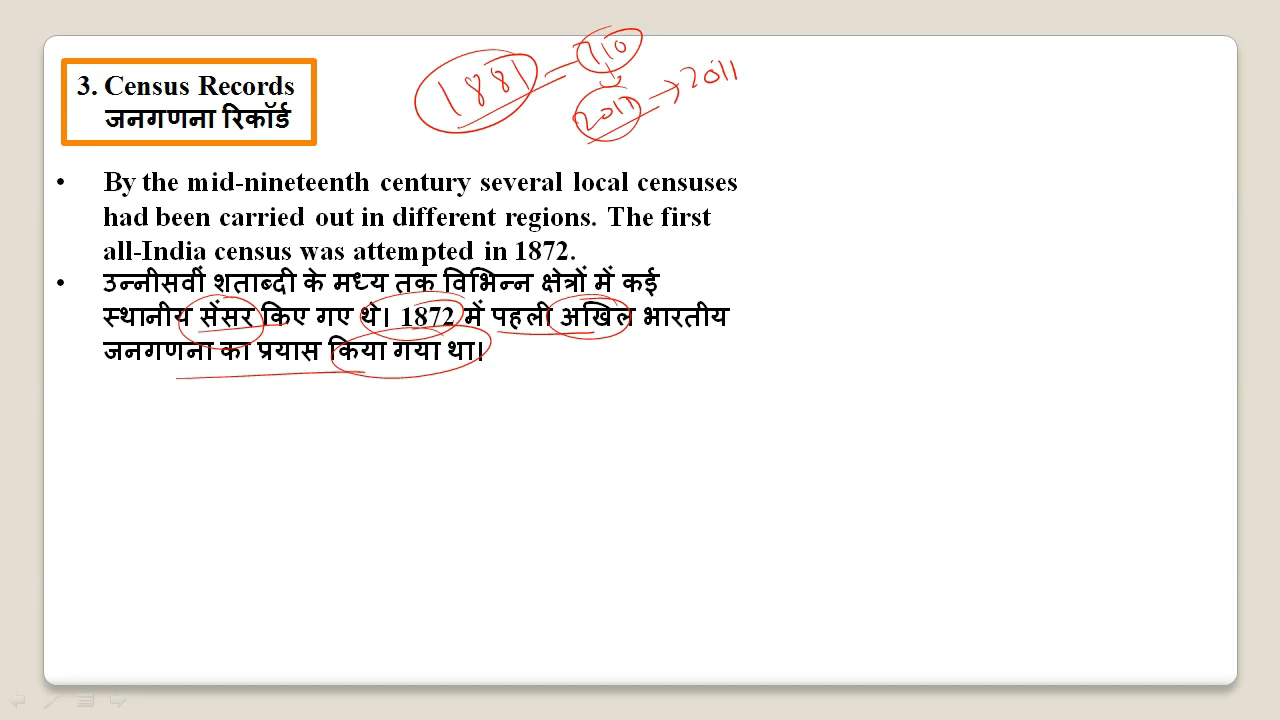 3. Census Records
जनगणना रिकॉर्ड
1881
210
2011 → 2011
• By the mid-nineteenth century several local censuses
had been carried out in different regions. The first
all-India census was attempted in 1872.
• उन्नीसवीं शताब्दी के मध्य तक विभिन्न क्षेत्रों में कई
स्थानीय सेंसर किए गए थे। 1872 में पहली अखिल भारतीय
जनगणना का प्रयास किया गया था।